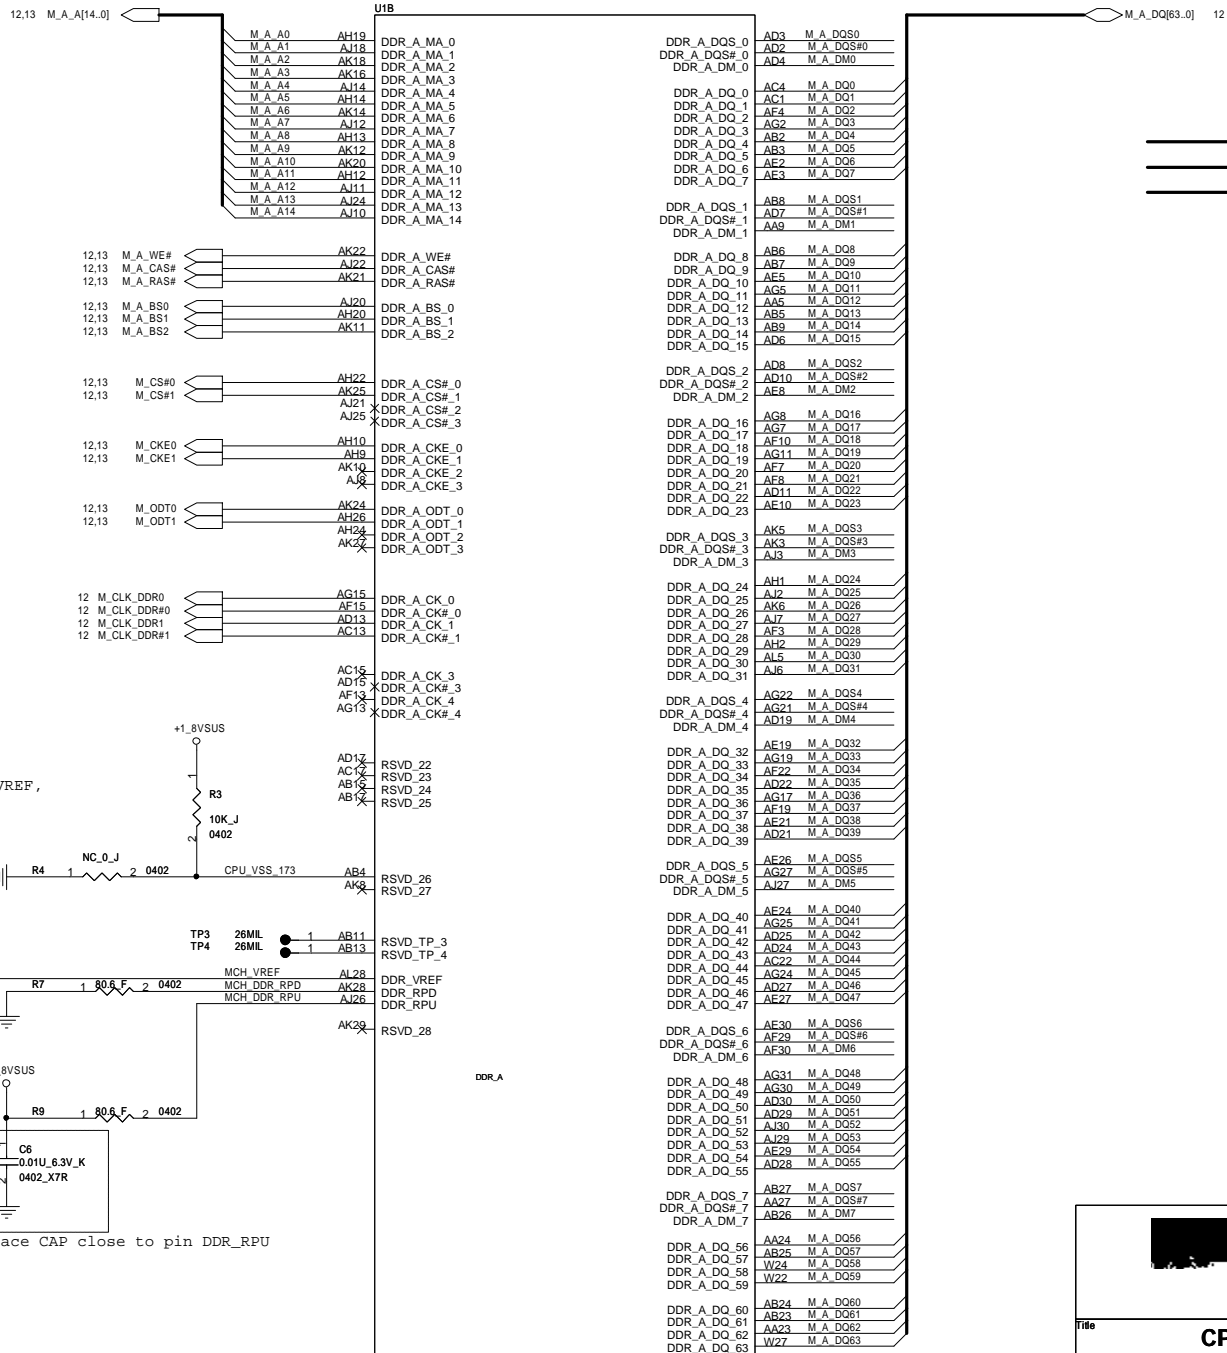 12,13 M_A_A[14..0]
U1B
M_A_DQ[63..0] 12
M_A_A0 AH19 DDR_A_MA_0
M_A_A1 AJ18 DDR_A_MA_1
M_A_A2 AK18 DDR_A_MA_2
M_A_A3 AK16 DDR_A_MA_3
M_A_A4 AJ14 DDR_A_MA_4
M_A_A5 AH14 DDR_A_MA_5
M_A_A6 AK14 DDR_A_MA_6
M_A_A7 AJ12 DDR_A_MA_7
M_A_A8 AH13 DDR_A_MA_8
M_A_A9 AK12 DDR_A_MA_9
M_A_A10 AK20 DDR_A_MA_10
M_A_A11 AH12 DDR_A_MA_11
M_A_A12 AJ11 DDR_A_MA_12
M_A_A13 AJ24 DDR_A_MA_13
M_A_A14 AJ10 DDR_A_MA_14
12,13 M_A_WE# AK22 DDR_A_WE#
12,13 M_A_CAS# AJ22 DDR_A_CAS#
12,13 M_A_RAS# AK21 DDR_A_RAS#
12,13 M_A_BS0 AJ20 DDR_A_BS_0
12,13 M_A_BS1 AH20 DDR_A_BS_1
12,13 M_A_BS2 AK11 DDR_A_BS_2
12,13 M_CS#0 AH22 DDR_A_CS#_0
12,13 M_CS#1 AK25 DDR_A_CS#_1
AJ21 DDR_A_CS#_2
AJ25 DDR_A_CS#_3
12,13 M_CKE0 AH10 DDR_A_CKE_0
12,13 M_CKE1 AH9 DDR_A_CKE_1
AK10 DDR_A_CKE_2
AJ8 DDR_A_CKE_3
12,13 M_ODT0 AK24 DDR_A_ODT_0
12,13 M_ODT1 AH26 DDR_A_ODT_1
AH24 DDR_A_ODT_2
AK27 DDR_A_ODT_3
12 M_CLK_DDR0 AG15 DDR_A_CK_0
12 M_CLK_DDR#0 AF15 DDR_A_CK#_0
12 M_CLK_DDR1 AD13 DDR_A_CK_1
12 M_CLK_DDR#1 AC13 DDR_A_CK#_1
AC15 DDR_A_CK_3
AD15 DDR_A_CK#_3
AF13 DDR_A_CK_4
AG13 DDR_A_CK#_4
+1_8VSUS
AD17 RSVD_22
AC17 RSVD_23
AB15 RSVD_24
AB17 RSVD_25
VREF,
1 R3
10K_J
2 0402
NC_0_J
R4 1 2 0402 CPU_VSS_173 AB4 RSVD_26
AK8 RSVD_27
TP3 26MIL 1 AB11 RSVD_TP_3
TP4 26MIL 1 AB13 RSVD_TP_4
MCH_VREF AL28 DDR_VREF
R7 1 80.6_F 2 0402 MCH_DDR_RPD AK28 DDR_RPD
MCH_DDR_RPU AJ26 DDR_RPU
AK29 RSVD_28
8VSUS
DDR_A
R9 1 80.6_F 2 0402
C6
0.01U_6.3V_K
2 0402_X7R
ace CAP close to pin DDR_RPU
DDR_A_DQS_0 AD3 M_A_DQS0
DDR_A_DQS#_0 AD2 M_A_DQS#0
DDR_A_DM_0 AD4 M_A_DM0
DDR_A_DQ_0 AC4 M_A_DQ0
DDR_A_DQ_1 AC1 M_A_DQ1
DDR_A_DQ_2 AF4 M_A_DQ2
DDR_A_DQ_3 AG2 M_A_DQ3
DDR_A_DQ_4 AB2 M_A_DQ4
DDR_A_DQ_5 AB3 M_A_DQ5
DDR_A_DQ_6 AE2 M_A_DQ6
DDR_A_DQ_7 AE3 M_A_DQ7
DDR_A_DQS_1 AB8 M_A_DQS1
DDR_A_DQS#_1 AD7 M_A_DQS#1
DDR_A_DM_1 AA9 M_A_DM1
DDR_A_DQ_8 AB6 M_A_DQ8
DDR_A_DQ_9 AB7 M_A_DQ9
DDR_A_DQ_10 AE5 M_A_DQ10
DDR_A_DQ_11 AG5 M_A_DQ11
DDR_A_DQ_12 AA5 M_A_DQ12
DDR_A_DQ_13 AB5 M_A_DQ13
DDR_A_DQ_14 AB9 M_A_DQ14
DDR_A_DQ_15 AD6 M_A_DQ15
DDR_A_DQS_2 AD8 M_A_DQS2
DDR_A_DQS#_2 AD10 M_A_DQS#2
DDR_A_DM_2 AE8 M_A_DM2
DDR_A_DQ_16 AG8 M_A_DQ16
DDR_A_DQ_17 AG7 M_A_DQ17
DDR_A_DQ_18 AF10 M_A_DQ18
DDR_A_DQ_19 AG11 M_A_DQ19
DDR_A_DQ_20 AF7 M_A_DQ20
DDR_A_DQ_21 AF8 M_A_DQ21
DDR_A_DQ_22 AD11 M_A_DQ22
DDR_A_DQ_23 AE10 M_A_DQ23
DDR_A_DQS_3 AK5 M_A_DQS3
DDR_A_DQS#_3 AK3 M_A_DQS#3
DDR_A_DM_3 AJ3 M_A_DM3
DDR_A_DQ_24 AH1 M_A_DQ24
DDR_A_DQ_25 AJ2 M_A_DQ25
DDR_A_DQ_26 AK6 M_A_DQ26
DDR_A_DQ_27 AJ7 M_A_DQ27
DDR_A_DQ_28 AF3 M_A_DQ28
DDR_A_DQ_29 AH2 M_A_DQ29
DDR_A_DQ_30 AL5 M_A_DQ30
DDR_A_DQ_31 AJ6 M_A_DQ31
DDR_A_DQS_4 AG22 M_A_DQS4
DDR_A_DQS#_4 AG21 M_A_DQS#4
DDR_A_DM_4 AD19 M_A_DM4
DDR_A_DQ_32 AE19 M_A_DQ32
DDR_A_DQ_33 AG19 M_A_DQ33
DDR_A_DQ_34 AF22 M_A_DQ34
DDR_A_DQ_35 AD22 M_A_DQ35
DDR_A_DQ_36 AG17 M_A_DQ36
DDR_A_DQ_37 AF19 M_A_DQ37
DDR_A_DQ_38 AE21 M_A_DQ38
DDR_A_DQ_39 AD21 M_A_DQ39
DDR_A_DQS_5 AE26 M_A_DQS5
DDR_A_DQS#_5 AG27 M_A_DQS#5
DDR_A_DM_5 AJ27 M_A_DM5
DDR_A_DQ_40 AE24 M_A_DQ40
DDR_A_DQ_41 AG25 M_A_DQ41
DDR_A_DQ_42 AD25 M_A_DQ42
DDR_A_DQ_43 AD24 M_A_DQ43
DDR_A_DQ_44 AC22 M_A_DQ44
DDR_A_DQ_45 AG24 M_A_DQ45
DDR_A_DQ_46 AD27 M_A_DQ46
DDR_A_DQ_47 AE27 M_A_DQ47
DDR_A_DQS_6 AE30 M_A_DQS6
DDR_A_DQS#_6 AF29 M_A_DQS#6
DDR_A_DM_6 AF30 M_A_DM6
DDR_A_DQ_48 AG31 M_A_DQ48
DDR_A_DQ_49 AG30 M_A_DQ49
DDR_A_DQ_50 AD30 M_A_DQ50
DDR_A_DQ_51 AD29 M_A_DQ51
DDR_A_DQ_52 AJ30 M_A_DQ52
DDR_A_DQ_53 AJ29 M_A_DQ53
DDR_A_DQ_54 AE29 M_A_DQ54
DDR_A_DQ_55 AD28 M_A_DQ55
DDR_A_DQS_7 AB27 M_A_DQS7
DDR_A_DQS#_7 AA27 M_A_DQS#7
DDR_A_DM_7 AB26 M_A_DM7
DDR_A_DQ_56 AA24 M_A_DQ56
DDR_A_DQ_57 AB25 M_A_DQ57
DDR_A_DQ_58 W24 M_A_DQ58
DDR_A_DQ_59 W22 M_A_DQ59
DDR_A_DQ_60 AB24 M_A_DQ60
DDR_A_DQ_61 AB23 M_A_DQ61
DDR_A_DQ_62 AA23 M_A_DQ62
DDR_A_DQ_63 W27 M_A_DQ63
Title
CP